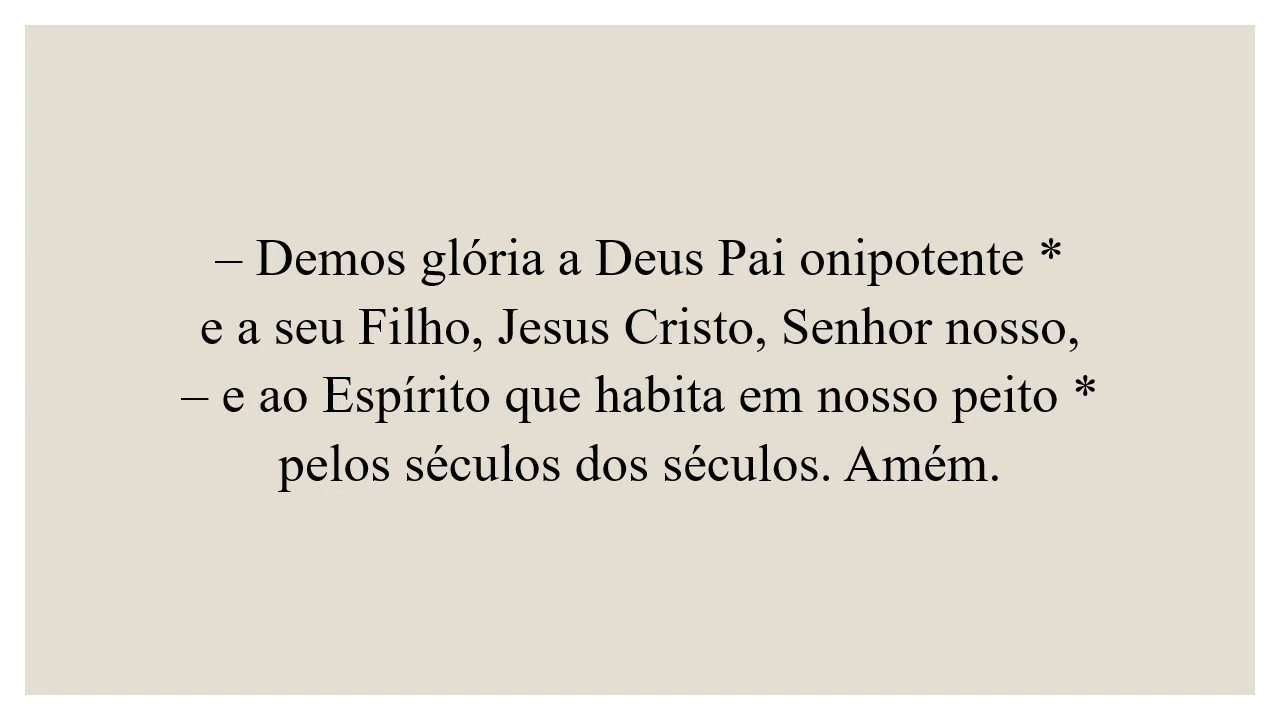 – Demos glória a Deus Pai onipotente *
e a seu Filho, Jesus Cristo, Senhor nosso,
– e ao Espírito que habita em nosso peito *
pelos séculos dos séculos. Amém.